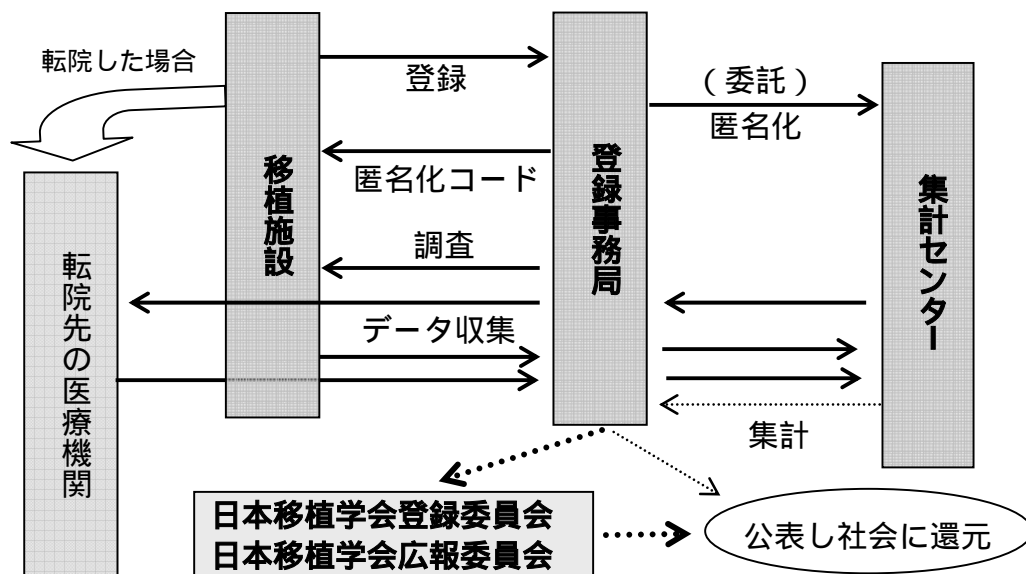 転院した場合
登録
(委託)
匿名化
移植施設
匿名化コード
登録事務局
集計センター
調査
転院先の医療機関
データ収集
集計
日本移植学会登録委員会
日本移植学会広報委員会
公表し社会に還元